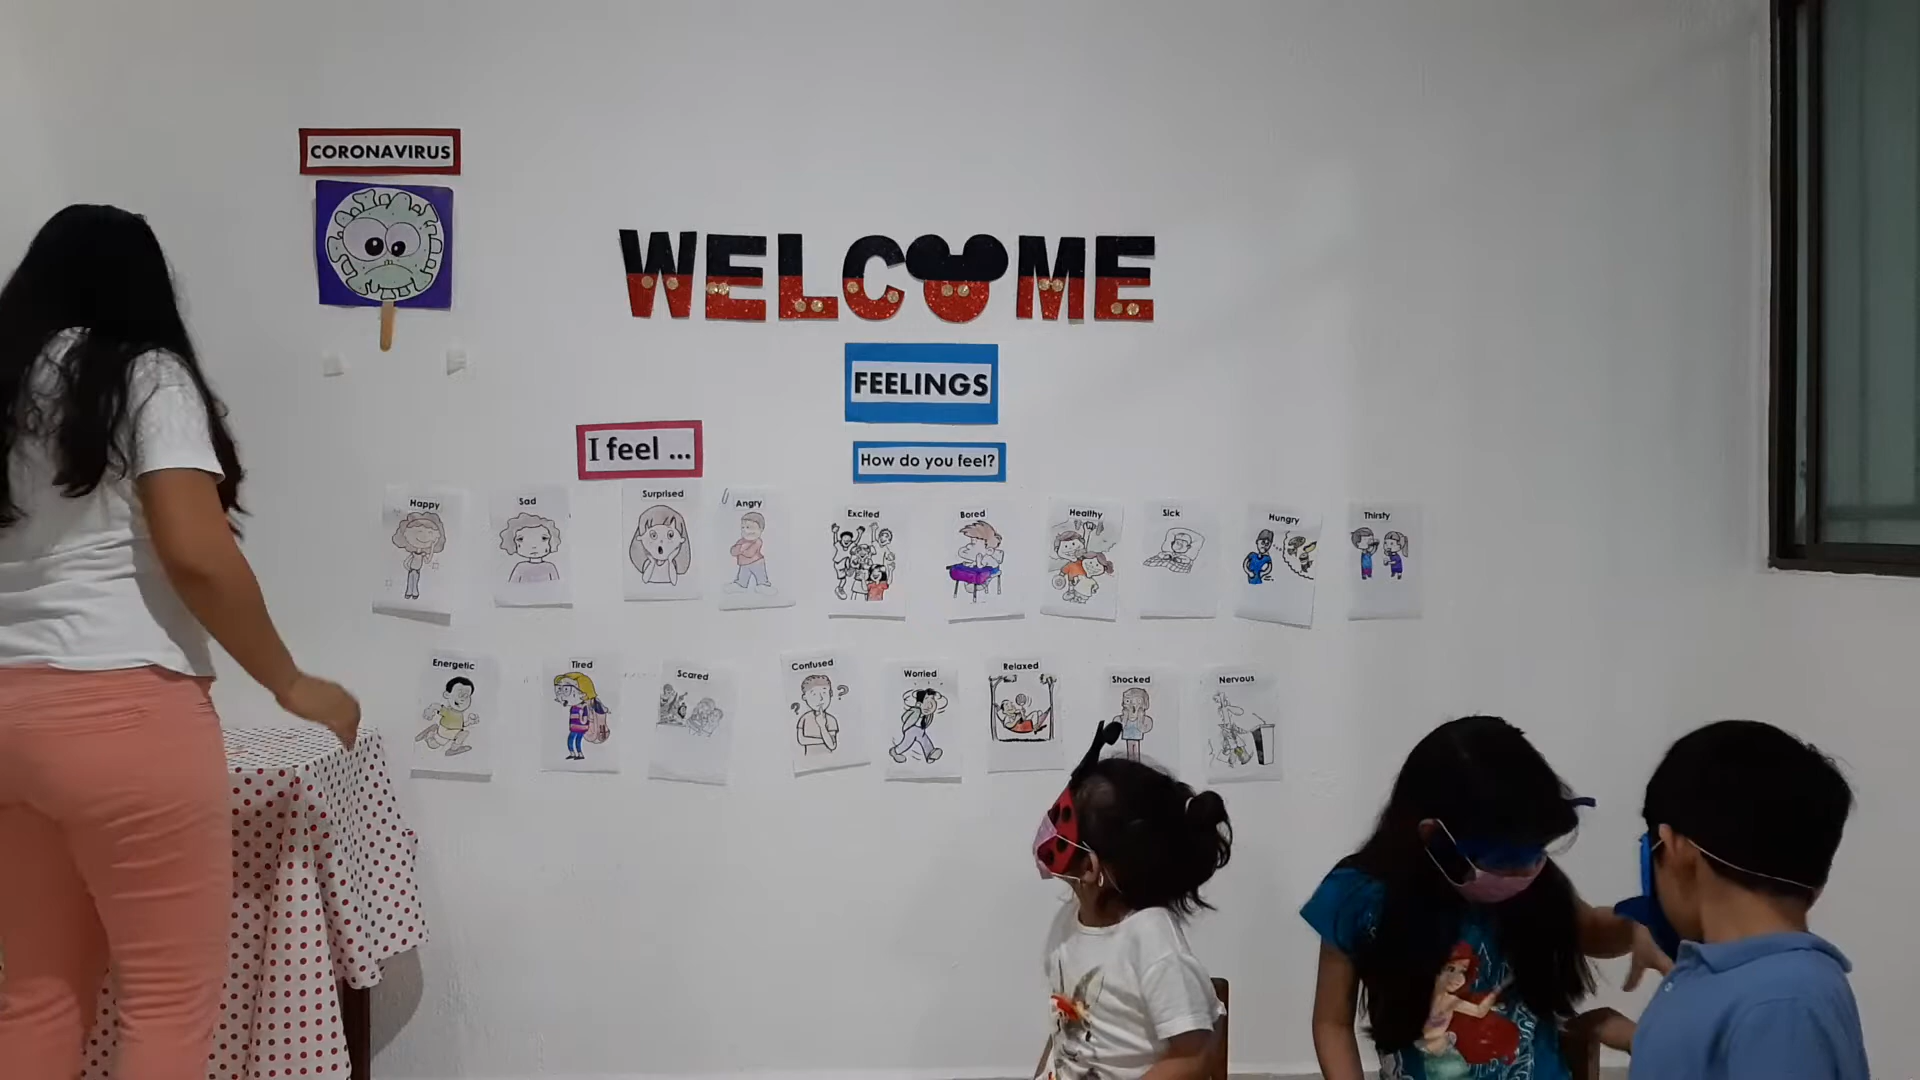 CORONAVIRUS
WELCOME
FEELINGS
I feel ...
How do you feel?
Happy
Sad
Surprised
Angry
Excited
Bored
Healthy
Sick
Hungry
Thirsty
Energetic
Tired
Scared
Confused
Worried
Relaxed
Shocked
Nervous